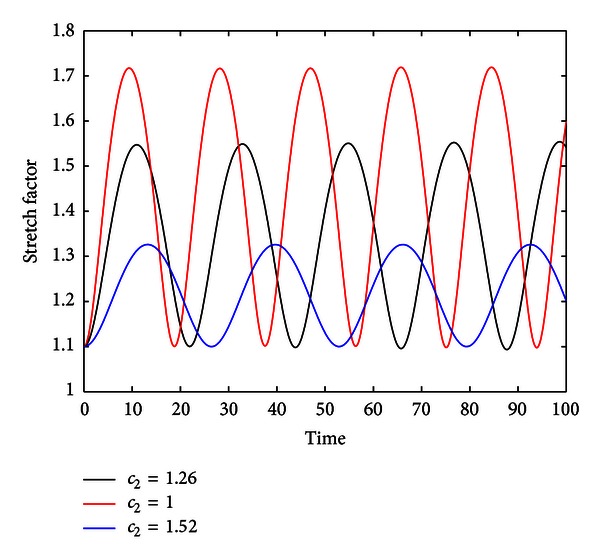 1.8
1.7
1.6
1.5
1.4
1.3
1.2
1.1
1
Stretch factor
0 10 20 30 40 50 60 70 80 90 100
Time
c₂ = 1.26
c₂ = 1
c₂ = 1.52